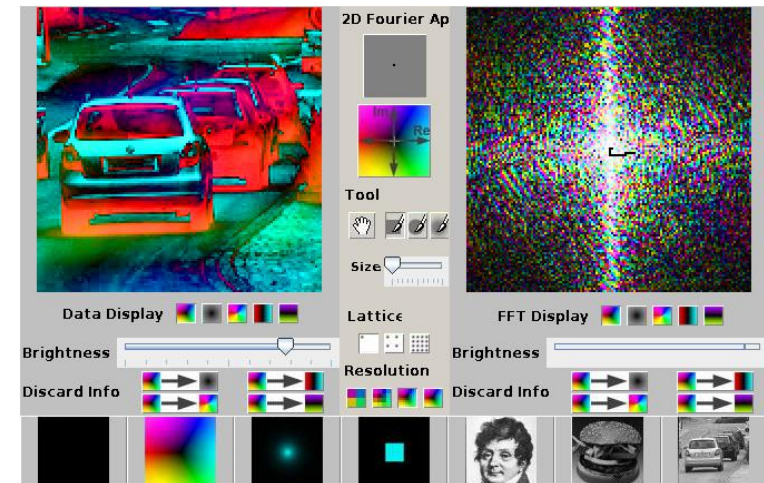 2D Fourier Ap
Im
Re
Tool
Size
Data Display
FFT Display
Lattice
Brightness
Brightness
Resolution
Discard Info
Discard Info